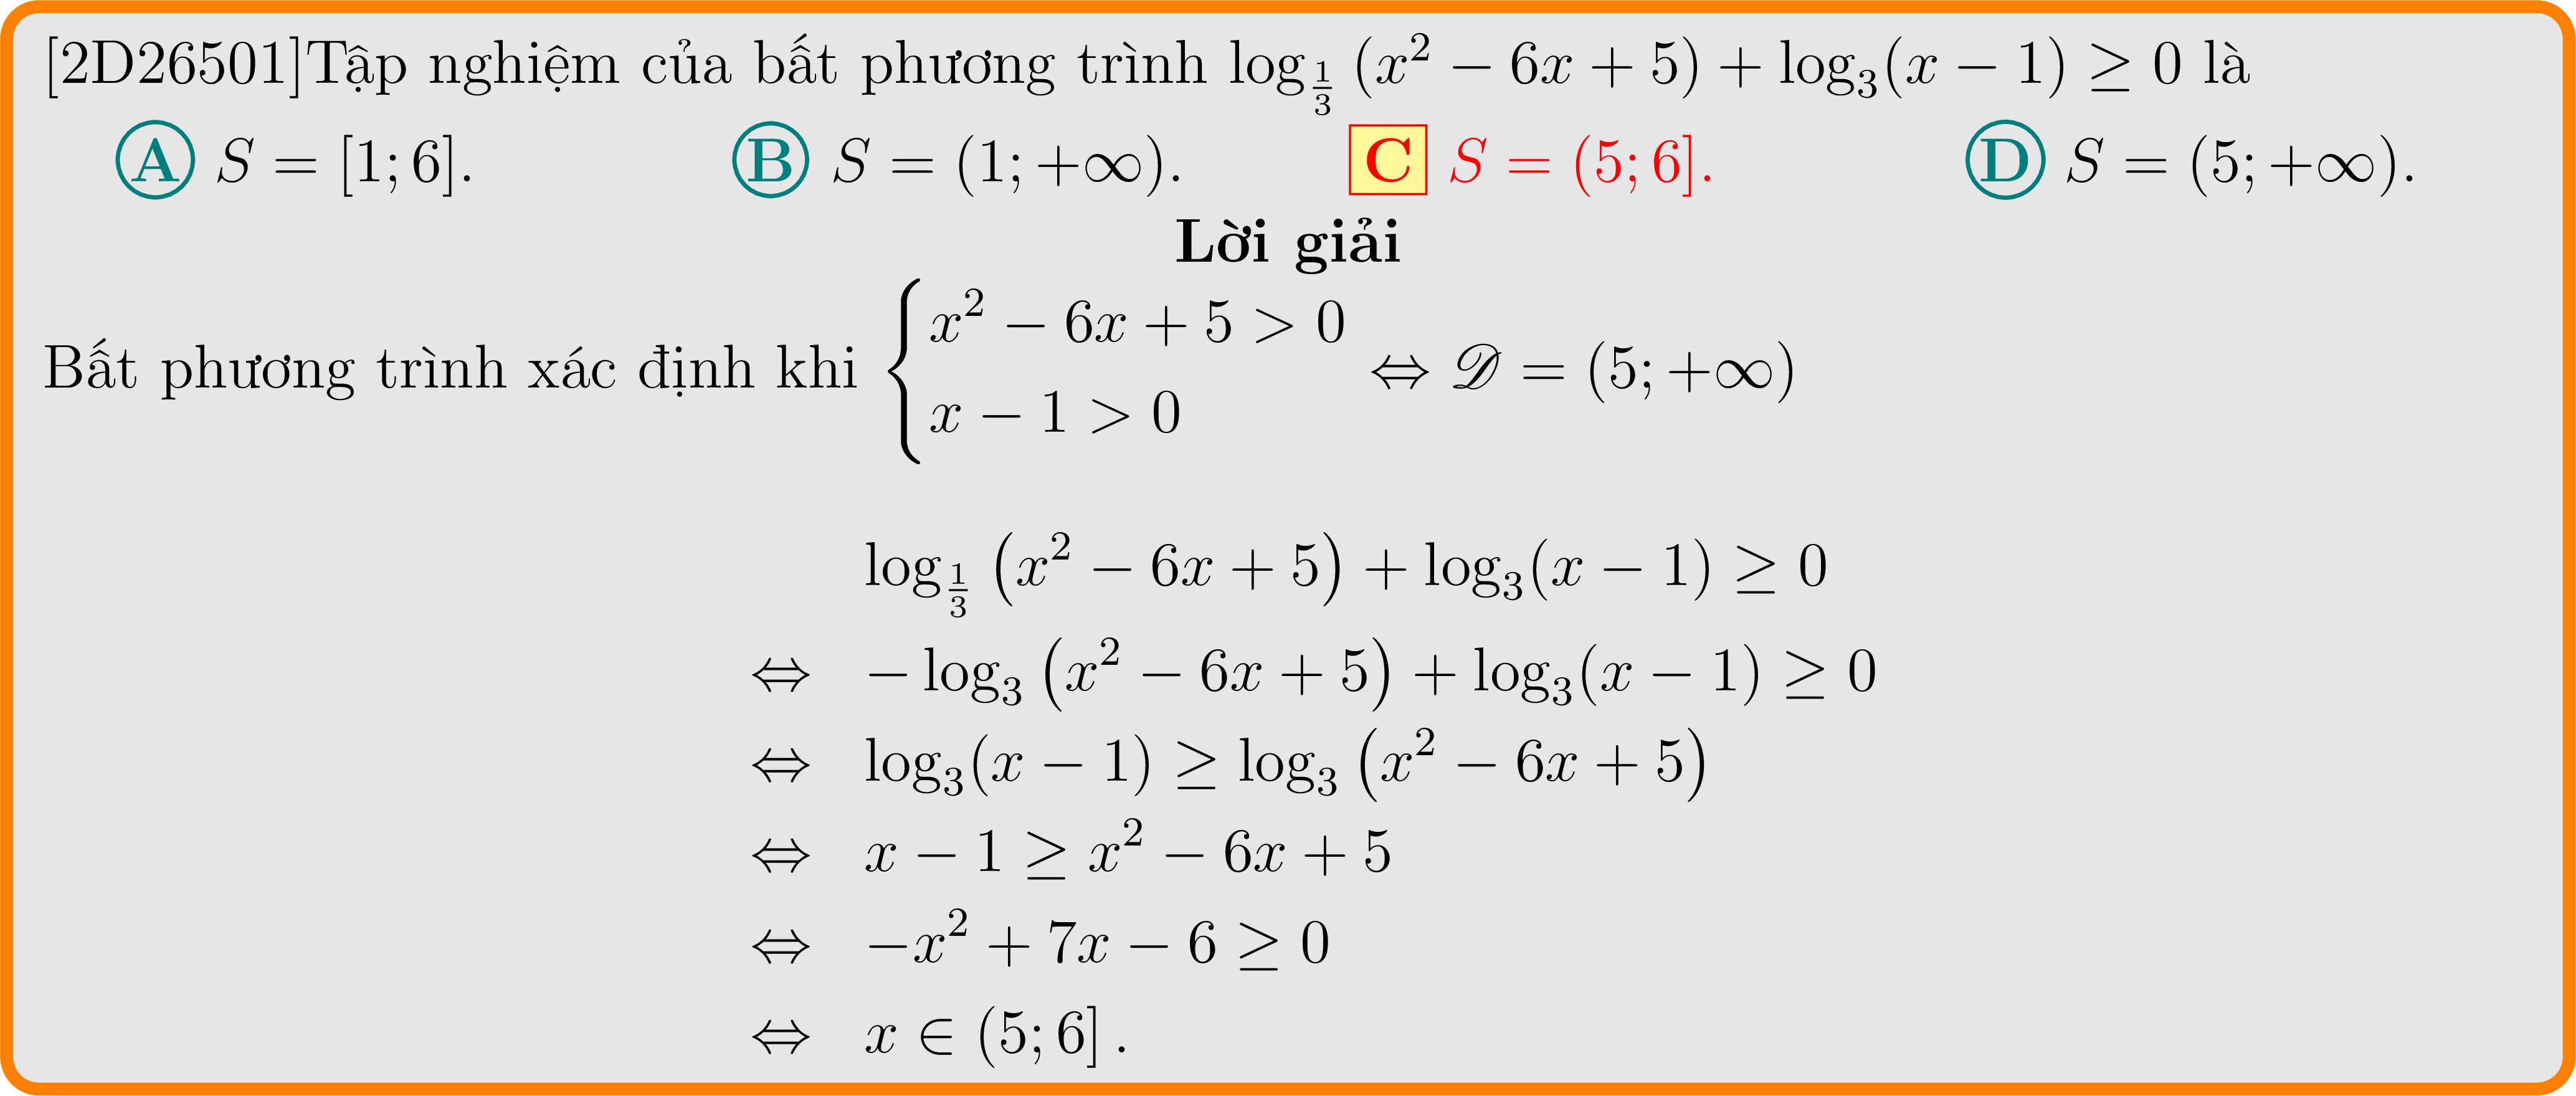 [2D26501]Tập nghiệm của bất phương trình $\log_{\frac{1}{3}}(x^2 - 6x + 5) + \log_3(x - 1) \geq 0$ là
A $S = [1; 6]$. B $S = (1; +\infty)$. C $S = (5; 6]$. D $S = (5; +\infty)$.
Lời giải
Bất phương trình xác định khi $\begin{cases} x^2 - 6x + 5 > 0 \\ x - 1 > 0 \end{cases} \Leftrightarrow \mathscr{D} = (5; +\infty)$
$\log_{\frac{1}{3}}\left(x^2 - 6x + 5\right) + \log_3(x - 1) \geq 0$
$\Leftrightarrow -\log_3\left(x^2 - 6x + 5\right) + \log_3(x - 1) \geq 0$
$\Leftrightarrow \log_3(x - 1) \geq \log_3\left(x^2 - 6x + 5\right)$
$\Leftrightarrow x - 1 \geq x^2 - 6x + 5$
$\Leftrightarrow -x^2 + 7x - 6 \geq 0$
$\Leftrightarrow x \in (5; 6]\,.$